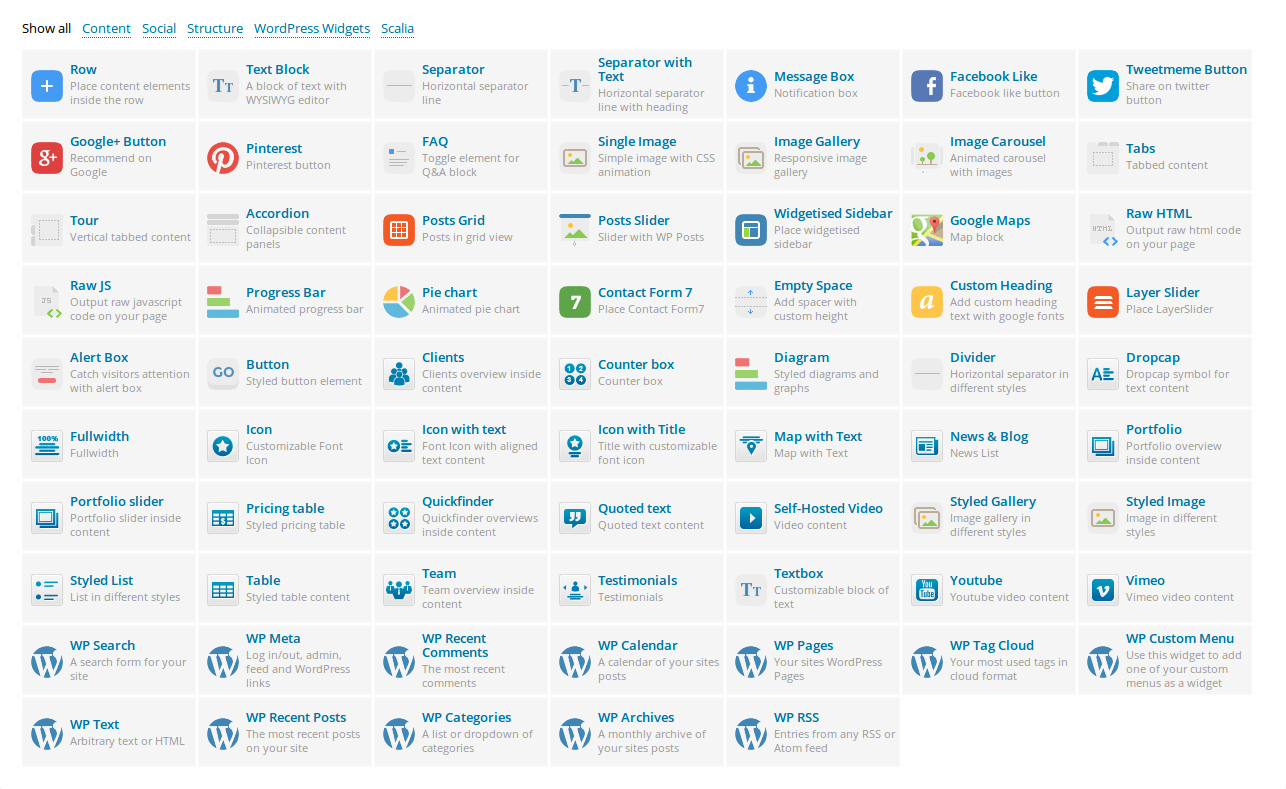 Show all Content Social Structure WordPress Widgets Scalia
Row
Place content elements
inside the row
Tт
Text Block
A block of text with
WYSIWYG editor
Separator
Horizontal separator
line
-T-
Separator with
Text
Horizontal separator
line with heading
i
Message Box
Notification box
f
Facebook Like
Facebook like button
Tweetmeme Button
Share on twitter
button
g+
Google+ Button
Recommend on
Google
Pinterest
Pinterest button
FAQ
Toggle element for
Q&A block
Single Image
Simple image with CSS
animation
Image Gallery
Responsive image
gallery
Image Carousel
Animated carousel
with images
Tabs
Tabbed content
Tour
Vertical tabbed content
Accordion
Collapsible content
panels
Posts Grid
Posts in grid view
Posts Slider
Slider with WP Posts
Widgetised Sidebar
Place widgetised
sidebar
Google Maps
Map block
HTML
<>
Raw HTML
Output raw html code
on your page
JS
<>
Raw JS
Output raw javascript
code on your page
Progress Bar
Animated progress bar
Pie chart
Animated pie chart
7
Contact Form 7
Place Contact Form7
Empty Space
Add spacer with
custom height
a
Custom Heading
Add custom heading
text with google fonts
Layer Slider
Place LayerSlider
Alert Box
Catch visitors attention
with alert box
GO
Button
Styled button element
Clients
Clients overview inside
content
1 2
3 4
Counter box
Counter box
Diagram
Styled diagrams and
graphs
Divider
Horizontal separator in
different styles
A
Dropcap
Dropcap symbol for
text content
100%
Fullwidth
Fullwidth
Icon
Customizable Font
Icon
Icon with text
Font Icon with aligned
text content
Icon with Title
Title with customizable
font icon
Map with Text
Map with Text
News & Blog
News List
Portfolio
Portfolio overview
inside content
Portfolio slider
Portfolio slider inside
content
$
Pricing table
Styled pricing table
Quickfinder
Quickfinder overviews
inside content
Quoted text
Quoted text content
Self-Hosted Video
Video content
Styled Gallery
Image gallery in
different styles
Styled Image
Image in different
styles
Styled List
List in different styles
Table
Styled table content
Team
Team overview inside
content
Testimonials
Testimonials
Tт
Textbox
Customizable block of
text
You
Tube
Youtube
Youtube video content
v
Vimeo
Vimeo video content
WP Search
A search form for your
site
WP Meta
Log in/out, admin,
feed and WordPress
links
WP Recent
Comments
The most recent
comments
WP Calendar
A calendar of your sites
posts
WP Pages
Your sites WordPress
Pages
WP Tag Cloud
Your most used tags in
cloud format
WP Custom Menu
Use this widget to add
one of your custom
menus as a widget
WP Text
Arbitrary text or HTML
WP Recent Posts
The most recent posts
on your site
WP Categories
A list or dropdown of
categories
WP Archives
A monthly archive of
your sites posts
WP RSS
Entries from any RSS or
Atom feed